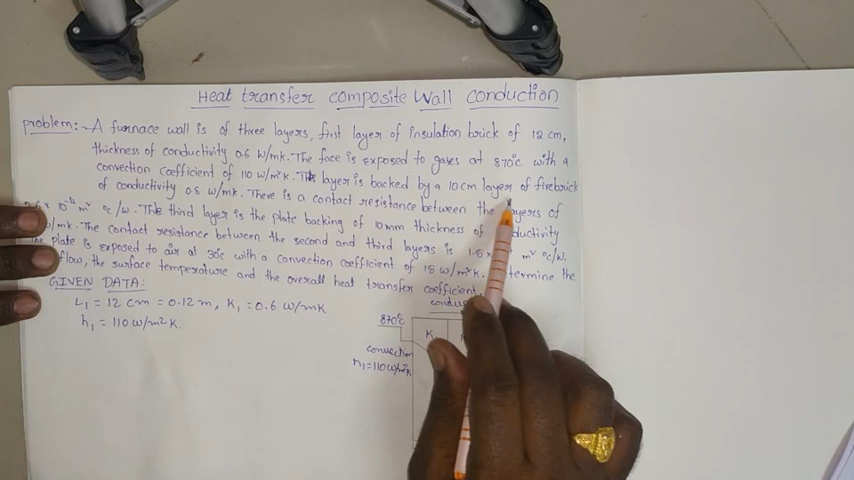 Heat transfer composite Wall conduction
problem:- A furnace wall is of three layers, first layer of insulation brick of 12 cm,
thickness of conductivity 0.6 W/mk. The face is exposed to gases at 870°c with a
convection coefficient of 110 W/m²k. The layer is backed by a 10cm layer of firebrick
of conductivity 0.8 W/mk. There is a contact resistance between the layers of
m² °c/w. The third layer is the plate backing of 10mm thickness of
W/mk. The contact resistance between the second and third layers is m² °c/w.
The plate is exposed to air at 30°c with a convection coefficient of 15 w/m²k. Determine the
flow, the surface temperature and the overall heat transfer coefficient
GIVEN DATA:
L₁ = 12 cm = 0.12 m, K₁ = 0.6 w/mk
h₁ = 110 w/m²k.
870°c
K
convection
h₁=110w/m²k